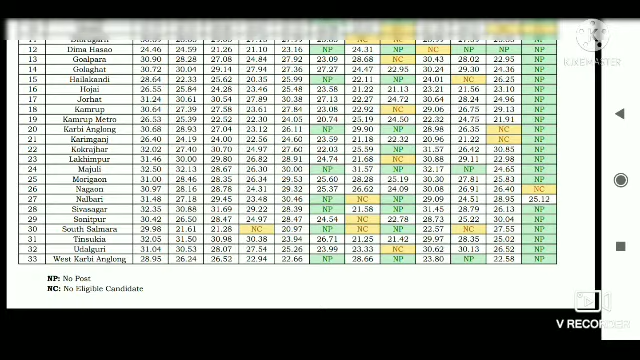 12 Dima Hasao 24.46 24.59 21.26 21.10 23.16 NP 24.31 NP NC NP NP NP
13 Goalpara 30.90 28.28 27.08 24.84 27.92 23.09 28.68 NC 30.43 28.02 22.95 NP
14 Golaghat 30.72 30.04 29.14 27.94 27.36 27.27 24.47 22.95 30.24 29.30 24.36 NP
15 Hailakandi 28.64 22.33 25.62 20.35 25.99 NP 22.11 NP 24.01 NC 26.25 NP
16 Hojai 26.55 25.84 24.28 23.46 25.48 23.58 21.22 21.13 23.21 21.56 23.10 NP
17 Jorhat 31.24 30.61 30.54 27.89 30.38 27.13 27.22 24.72 30.64 28.24 24.96 NP
18 Kamrup 30.64 27.39 27.58 23.61 27.84 23.08 22.92 NC 29.06 26.75 29.13 NP
19 Kamrup Metro 26.53 25.39 22.52 22.30 24.05 20.74 25.19 24.50 22.32 24.75 21.91 NP
20 Karbi Anglong 30.68 28.93 27.04 23.12 26.11 NP 29.90 NP 28.98 26.35 NC NP
21 Karimganj 26.40 24.19 24.00 22.56 24.60 23.59 21.18 22.32 20.96 21.22 NC NP
22 Kokrajhar 32.02 27.40 30.70 24.97 27.60 22.03 25.59 NP 31.57 26.42 30.85 NP
23 Lakhimpur 31.46 30.00 29.80 26.82 28.91 24.74 21.68 NC 30.88 29.11 22.98 NP
24 Majuli 32.50 32.13 28.67 26.30 30.00 NP 31.57 NP 32.17 NP 24.65 NP
25 Morigaon 31.00 28.46 28.35 26.34 29.53 25.60 28.28 25.19 30.30 27.81 25.83 NP
26 Nagaon 30.97 28.16 28.78 24.31 29.32 25.37 26.62 24.09 30.08 26.91 26.40 NC
27 Nalbari 31.48 27.18 29.45 23.48 30.46 NP NC NP 29.09 24.51 28.95 25.12
28 Sivasagar 32.35 30.88 31.69 29.22 28.39 NP 21.58 NP 31.45 28.79 26.13 NP
29 Sonitpur 30.42 26.50 28.47 24.97 28.47 24.54 NC 22.78 28.73 25.22 30.04 NP
30 South Salmara 29.98 21.61 21.28 NC 20.97 NP NC NP 22.57 NC 27.55 NP
31 Tinsukia 32.05 31.50 30.98 30.38 23.94 26.71 21.25 21.42 29.97 28.35 25.02 NP
32 Udalguri 31.04 30.53 28.07 27.54 25.26 23.99 23.33 NC 30.62 30.13 26.52 NP
33 West Karbi Anglong 28.95 26.24 26.52 22.94 22.66 NP 28.66 NP 23.80 NP 22.58 NP
NP: No Post
NC: No Eligible Candidate
KINEMASTER
V RECORDER